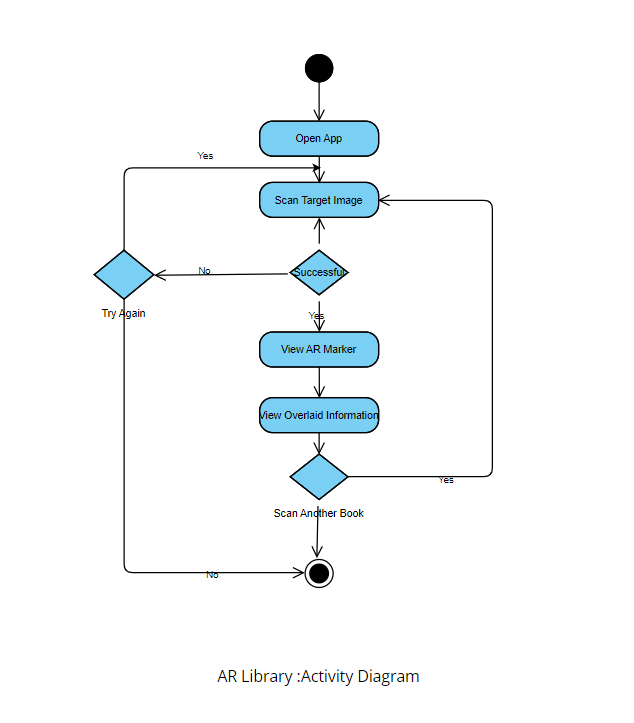 Open App
Yes
Scan Target Image
Successful
No
Try Again
Yes
View AR Marker
View Overlaid Information
Yes
Scan Another Book
No
AR Library :Activity Diagram